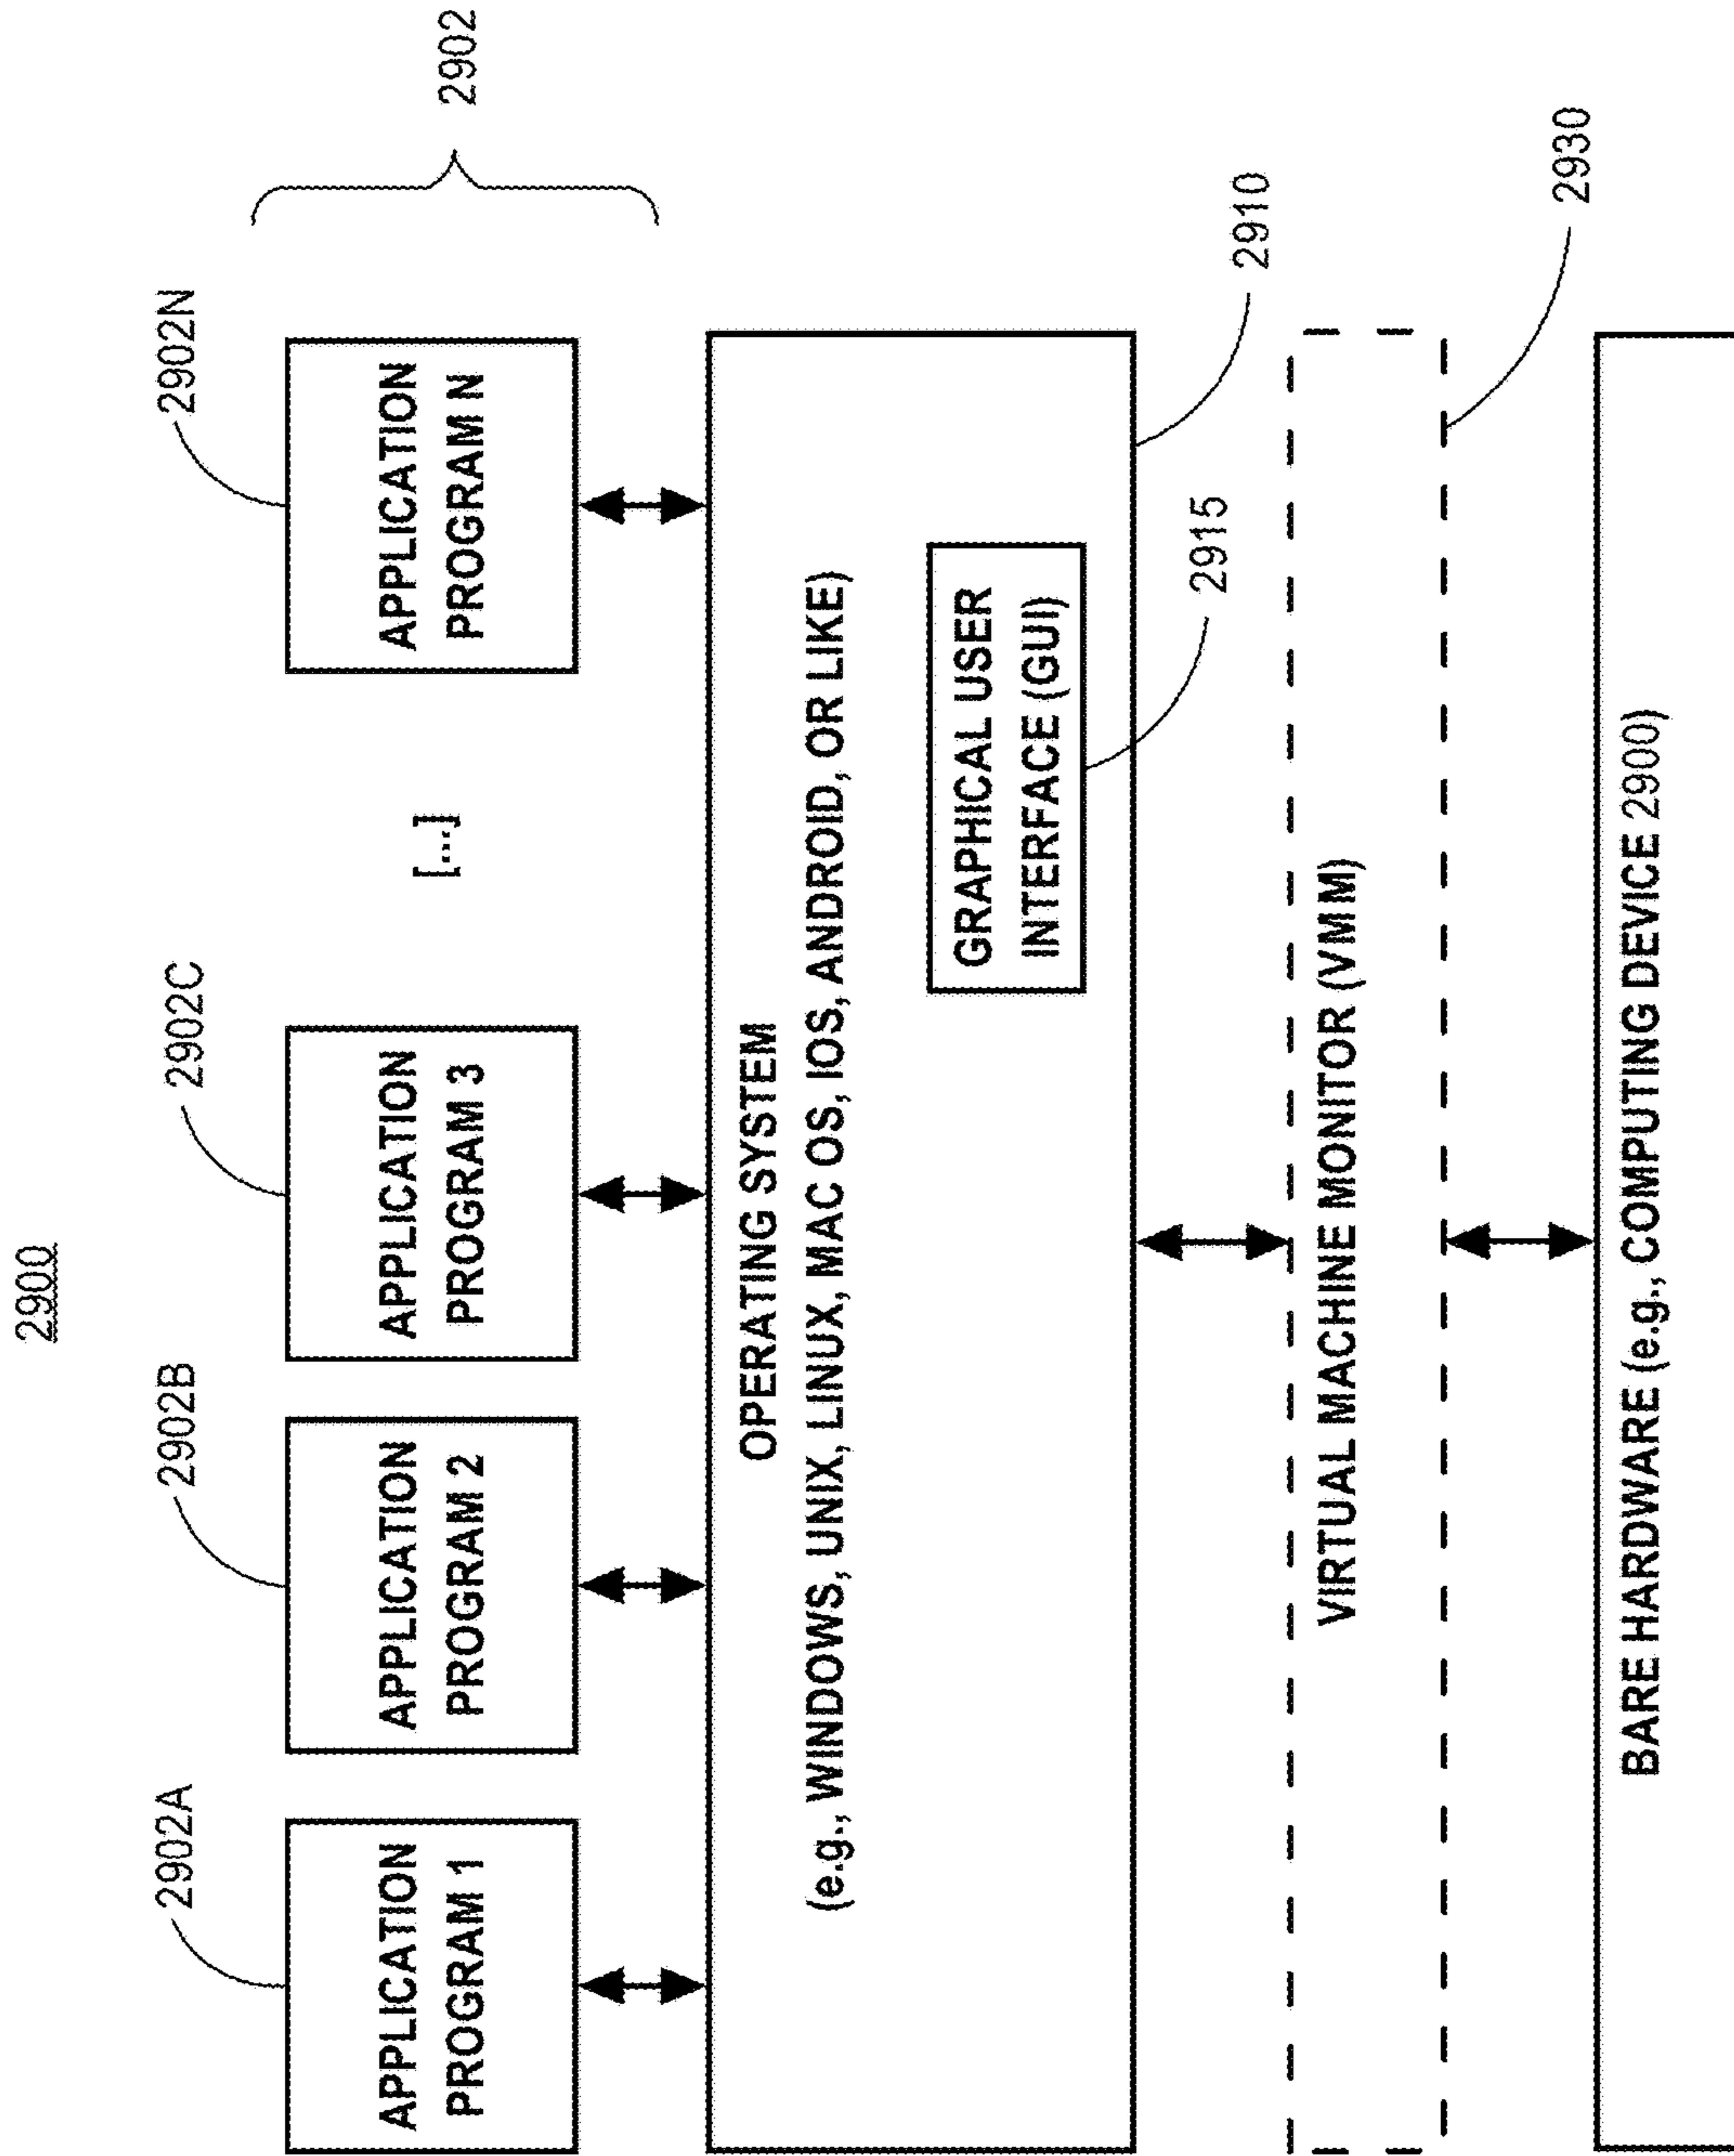 2900
2902A
2902B
2902C
2902N
APPLICATION
PROGRAM 1
APPLICATION
PROGRAM 2
APPLICATION
PROGRAM 3
[...]
APPLICATION
PROGRAM N
2902
OPERATING SYSTEM
(e.g., WINDOWS, UNIX, LINUX, MAC OS, IOS, ANDROID, OR LIKE)
GRAPHICAL USER
INTERFACE (GUI)
2915
2910
VIRTUAL MACHINE MONITOR (VMM)
2930
BARE HARDWARE (e.g., COMPUTING DEVICE 2900)